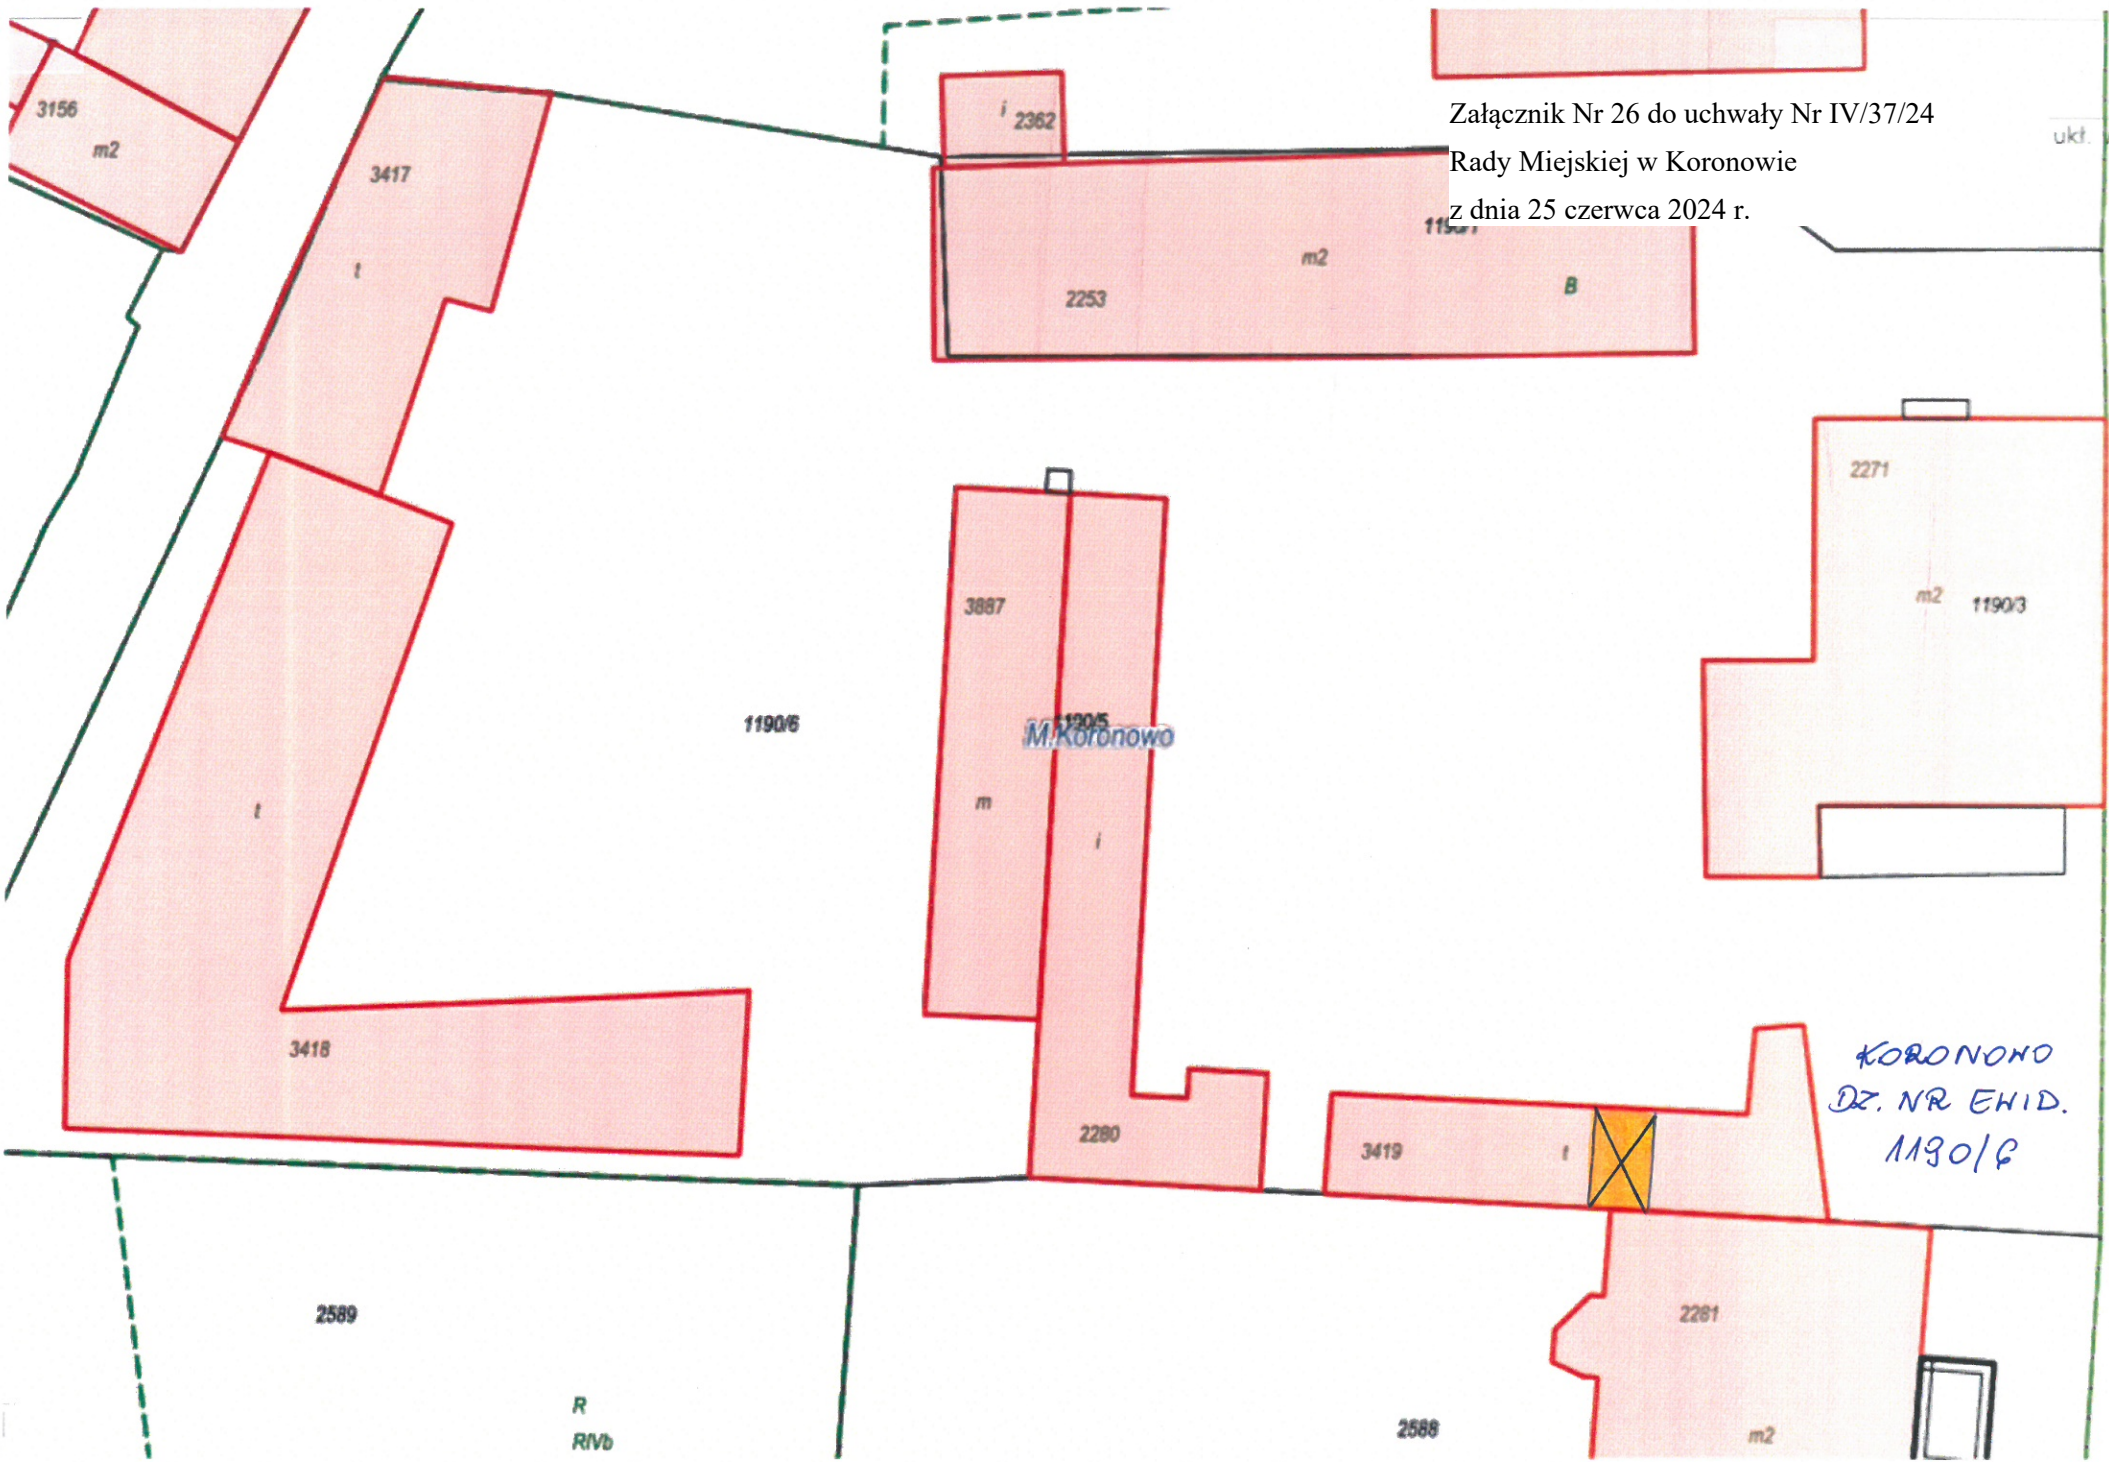 3156
m2
3417
t
i 2362
Załącznik Nr 26 do uchwały Nr IV/37/24
Rady Miejskiej w Koronowie
z dnia 25 czerwca 2024 r.
ukł.
1190/1
m2
B
2253
2271
m2 1190/3
3887
1190/6
1190/5
M.Koronowo
m
i
t
3418
2280
3419 t
KORONOWO
DZ. NR EWID.
1190/6
2589
2281
R
RIVb
2588
m2